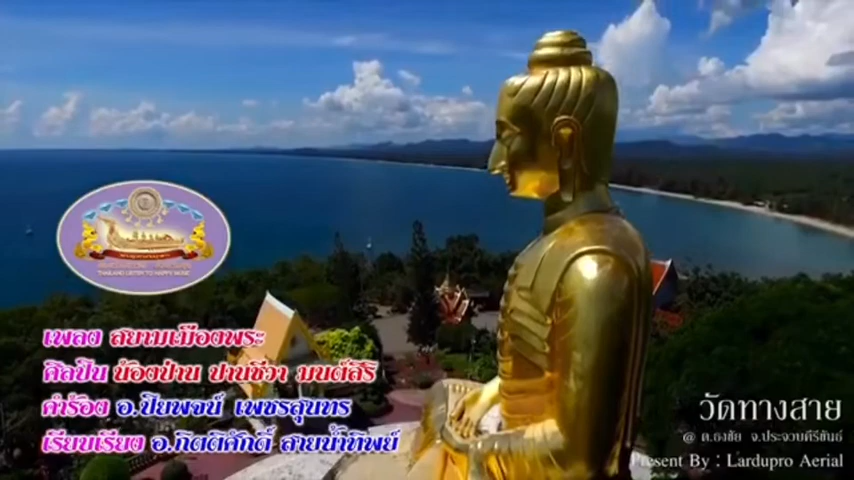 THAILAND LISTEN TO HAPPY MUSIC
เพลง สยามเมืองพระ
ศิลปิน น้องป่าน ปานชีวา มนต์สิริ
คำร้อง อ.ปิยพจน์ เพชรสุนทร
เรียบเรียง อ.กิตติศักดิ์ สายน้ำทิพย์
วัดทางสาย
@ ต.ธงชัย จ.ประจวบคีรีขันธ์
Present By : Lardupro Aerial